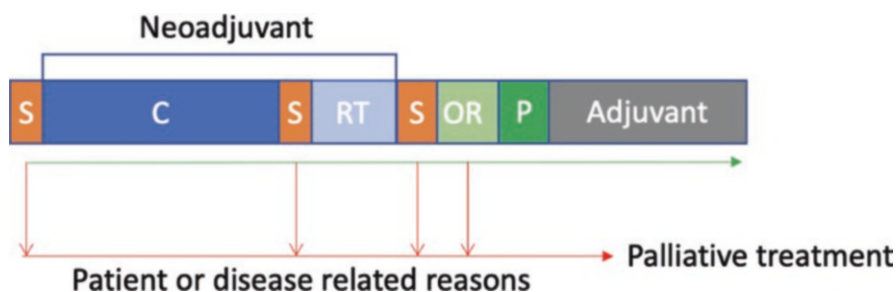 Neoadjuvant
S C S RT S OR P Adjuvant
Palliative treatment
Patient or disease related reasons